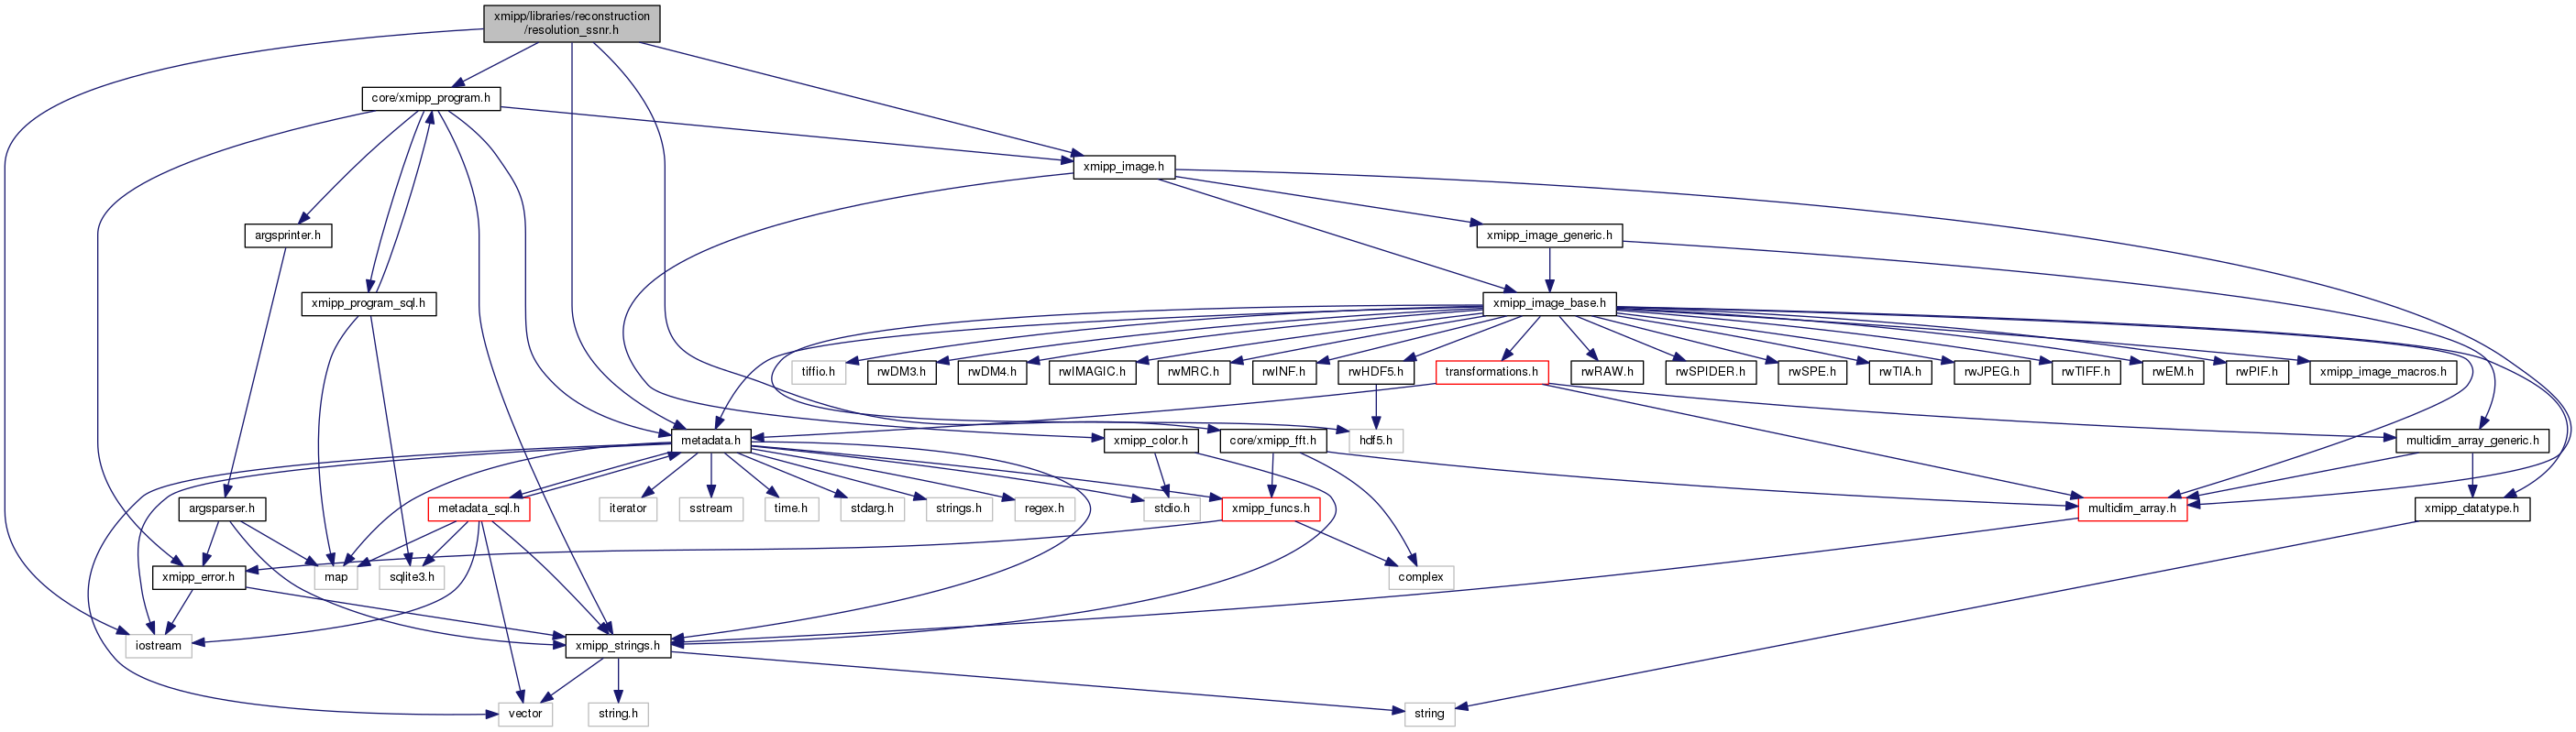 xmipp/libraries/reconstruction
/resolution_ssnr.h
core/xmipp_program.h
xmipp_image.h
argsprinter.h
xmipp_image_generic.h
xmipp_program_sql.h
xmipp_image_base.h
tiffio.h
rwDM3.h
rwDM4.h
rwIMAGIC.h
rwMRC.h
rwINF.h
rwHDF5.h
transformations.h
rwRAW.h
rwSPIDER.h
rwSPE.h
rwTIA.h
rwJPEG.h
rwTIFF.h
rwEM.h
rwPIF.h
xmipp_image_macros.h
metadata.h
xmipp_color.h
core/xmipp_fft.h
hdf5.h
multidim_array_generic.h
argsparser.h
metadata_sql.h
iterator
sstream
time.h
stdarg.h
strings.h
regex.h
stdio.h
xmipp_funcs.h
multidim_array.h
xmipp_datatype.h
xmipp_error.h
map
sqlite3.h
complex
iostream
xmipp_strings.h
vector
string.h
string